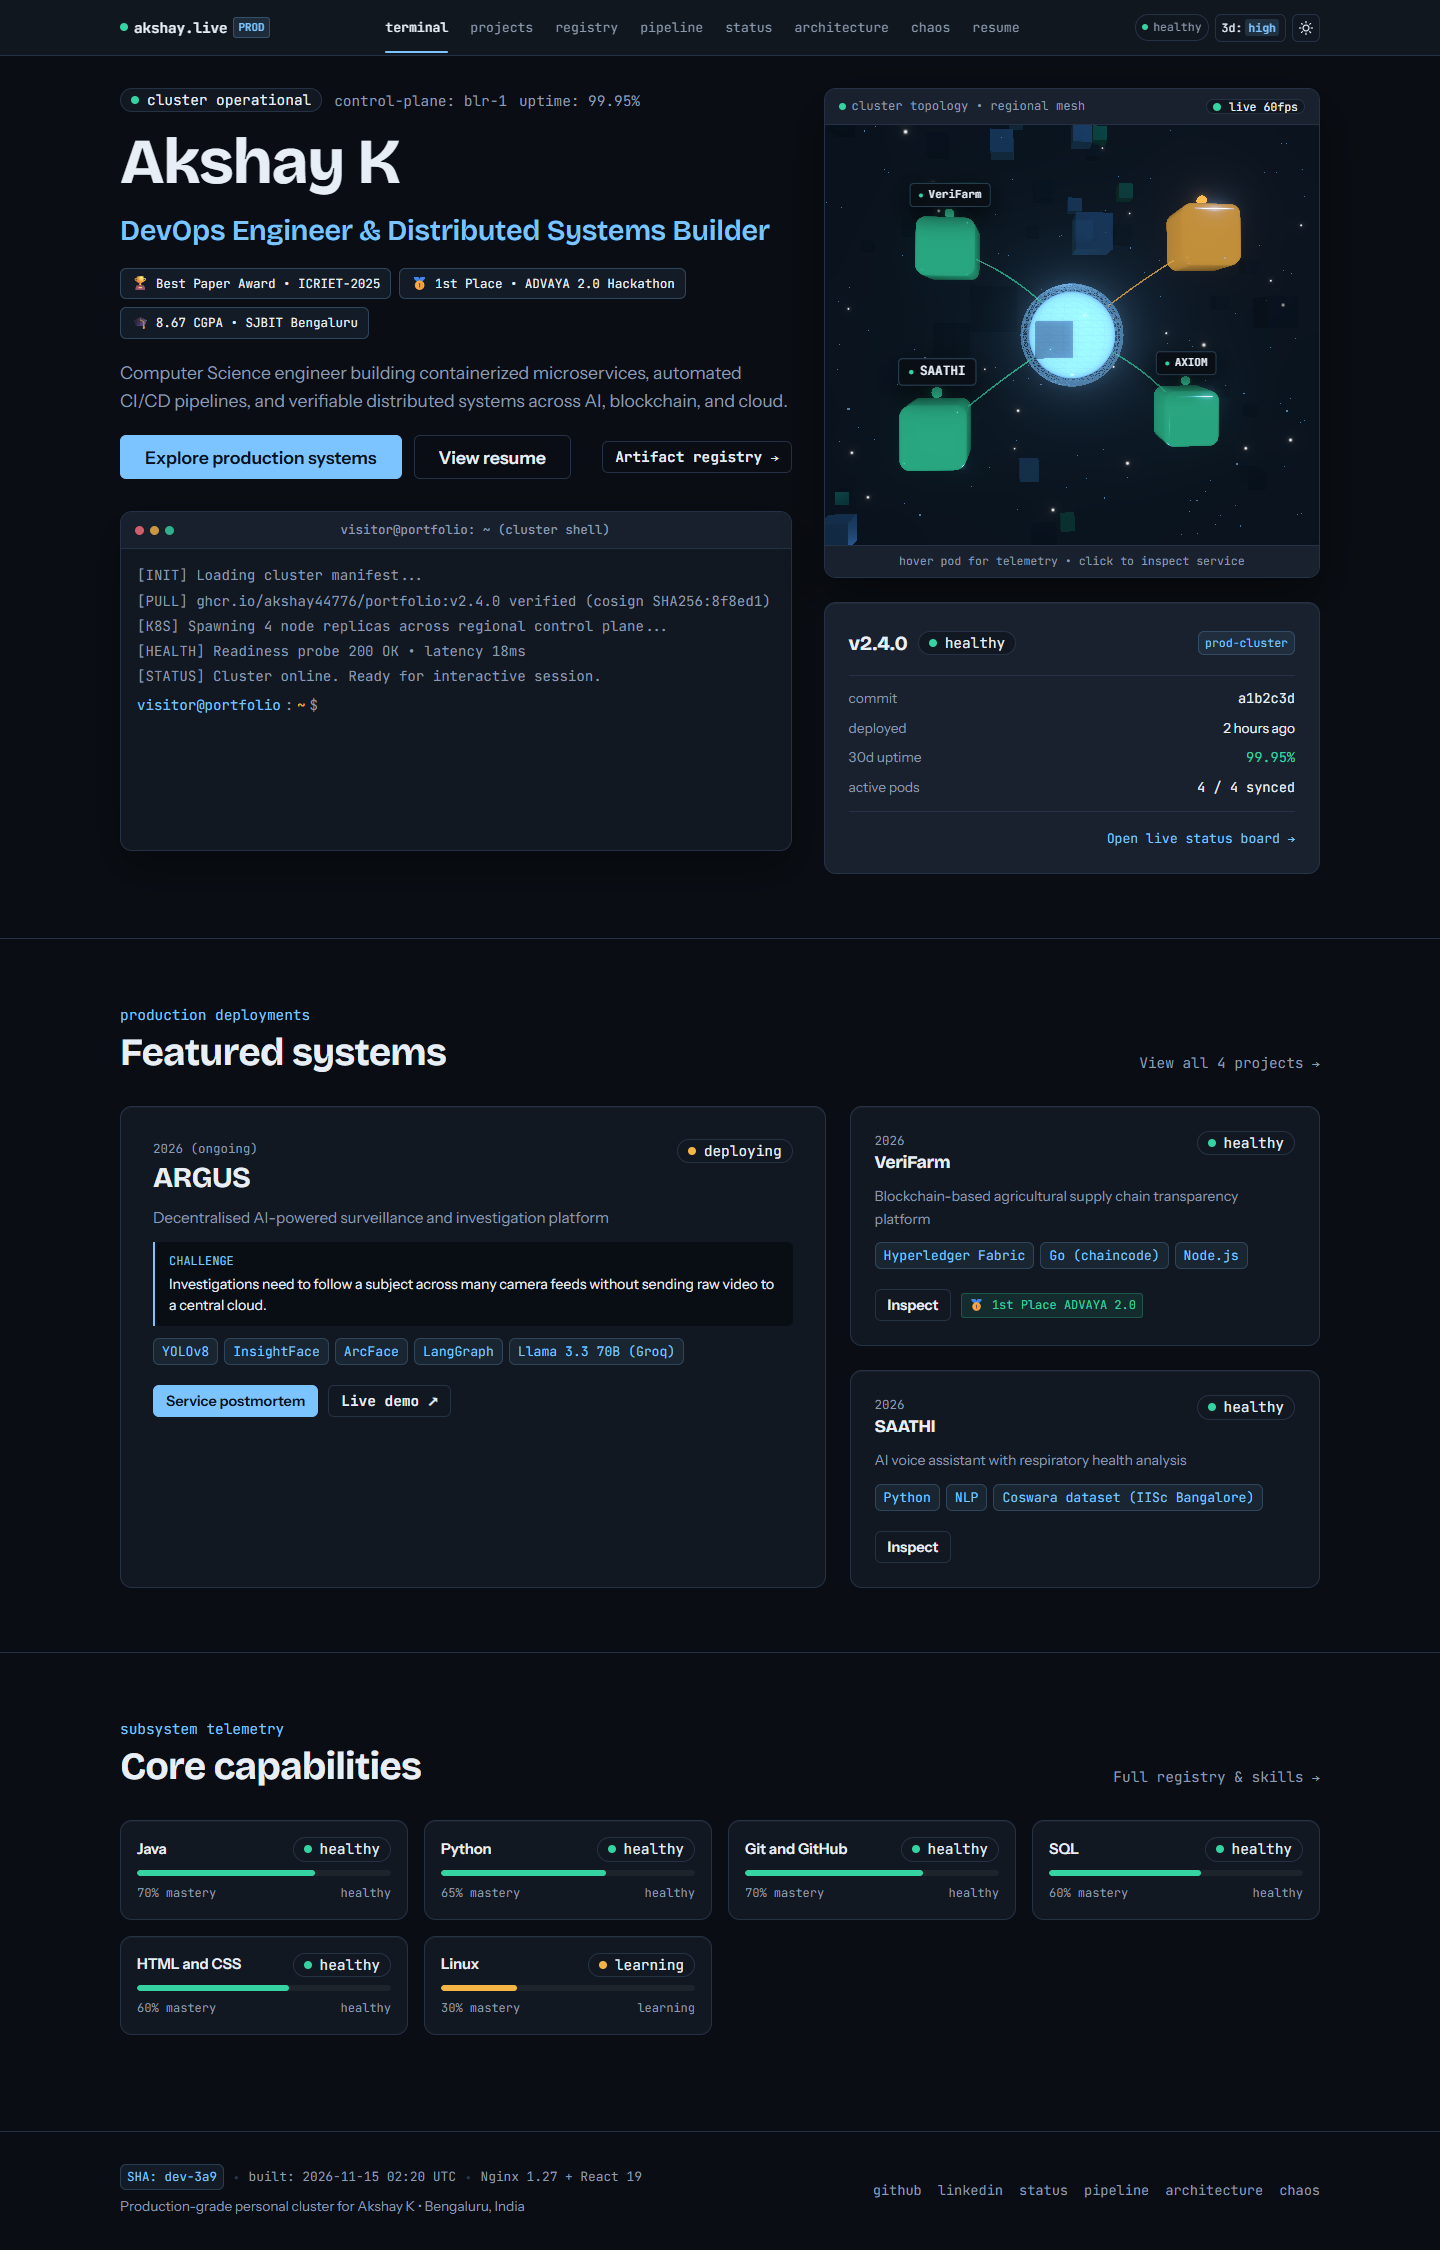 akshay.live PROD
terminal projects registry pipeline status architecture chaos resume
healthy 3d: high
cluster operational control-plane: blr-1 uptime: 99.95%
Akshay K
DevOps Engineer & Distributed Systems Builder
🏆 Best Paper Award • ICRIET-2025
🥇 1st Place • ADVAYA 2.0 Hackathon
🎓 8.67 CGPA • SJBIT Bengaluru
Computer Science engineer building containerized microservices, automated
CI/CD pipelines, and verifiable distributed systems across AI, blockchain, and cloud.
Explore production systems
View resume
Artifact registry →
visitor@portfolio: ~ (cluster shell)
[INIT] Loading cluster manifest...
[PULL] ghcr.io/akshay44776/portfolio:v2.4.0 verified (cosign SHA256:8f8ed1)
[K8S] Spawning 4 node replicas across regional control plane...
[HEALTH] Readiness probe 200 OK • latency 18ms
[STATUS] Cluster online. Ready for interactive session.
visitor@portfolio:~$
cluster topology • regional mesh
live 60fps
VeriFarm
SAATHI
AXIOM
hover pod for telemetry • click to inspect service
v2.4.0 healthy
prod-cluster
commit a1b2c3d
deployed 2 hours ago
30d uptime 99.95%
active pods 4 / 4 synced
Open live status board →
production deployments
Featured systems
View all 4 projects →
2026 (ongoing)
ARGUS
deploying
Decentralised AI-powered surveillance and investigation platform
CHALLENGE
Investigations need to follow a subject across many camera feeds without sending raw video to
a central cloud.
YOLOv8 InsightFace ArcFace LangGraph Llama 3.3 70B (Groq)
Service postmortem
Live demo ↗
2026
VeriFarm
healthy
Blockchain-based agricultural supply chain transparency
platform
Hyperledger Fabric Go (chaincode) Node.js
Inspect
🥇 1st Place ADVAYA 2.0
2026
SAATHI
healthy
AI voice assistant with respiratory health analysis
Python NLP Coswara dataset (IISc Bangalore)
Inspect
subsystem telemetry
Core capabilities
Full registry & skills →
Java healthy
70% mastery healthy
Python healthy
65% mastery healthy
Git and GitHub healthy
70% mastery healthy
SQL healthy
60% mastery healthy
HTML and CSS healthy
60% mastery healthy
Linux learning
30% mastery learning
SHA: dev-3a9 • built: 2026-11-15 02:20 UTC • Nginx 1.27 + React 19
Production-grade personal cluster for Akshay K • Bengaluru, India
github linkedin status pipeline architecture chaos